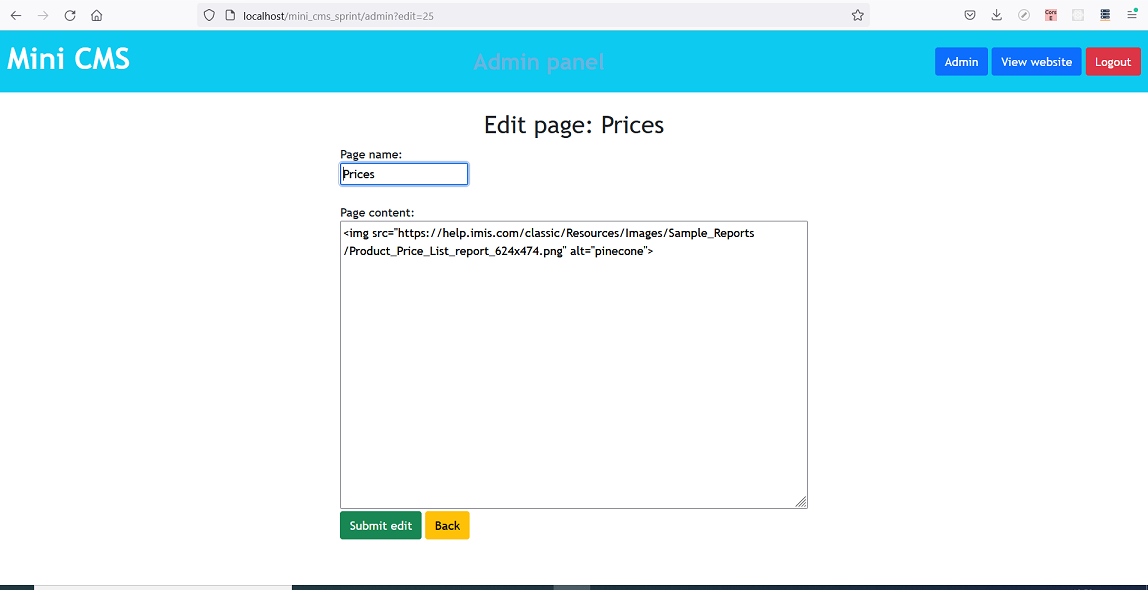 localhost/mini_cms_sprint/admin?edit=25
Mini CMS
Admin panel
Admin
View website
Logout
Edit page: Prices
Page name:
Prices
Page content:
<img src="https://help.imis.com/classic/Resources/Images/Sample_Reports
/Product_Price_List_report_624x474.png" alt="pinecone">
Submit edit
Back